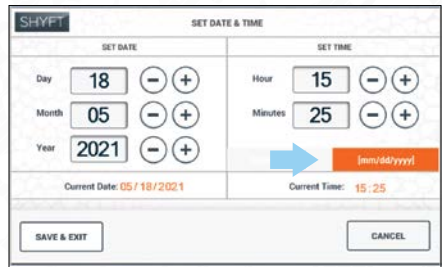 SHYFT
SET DATE & TIME
SET DATE
SET TIME
Day 18 − +
Hour 15 − +
Month 05 − +
Minutes 25 − +
Year 2021 − +
[mm/dd/yyyy]
Current Date: 05/18/2021
Current Time: 15:25
SAVE & EXIT
CANCEL